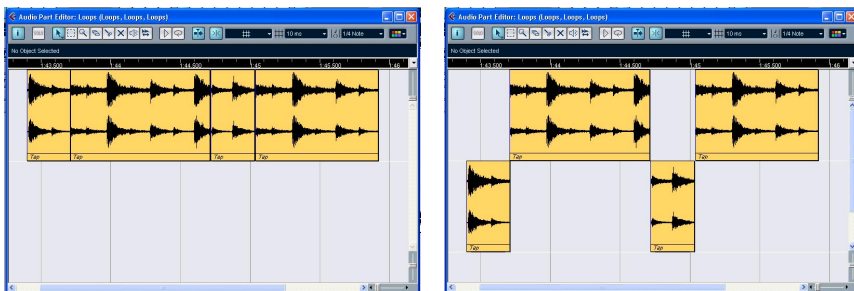 Audio Part Editor: Loops (Loops, Loops, Loops)
10 ms
1/4 Note
No Object Selected
1:43.500
1:44
1:44.500
1:45
1:45.500
1:46
Tap
Tap
Tap
Tap
Audio Part Editor: Loops (Loops, Loops, Loops)
10 ms
1/4 Note
No Object Selected
1:43.500
1:44
1:44.500
1:45
1:45.500
1:46
Tap
Tap
Tap
Tap